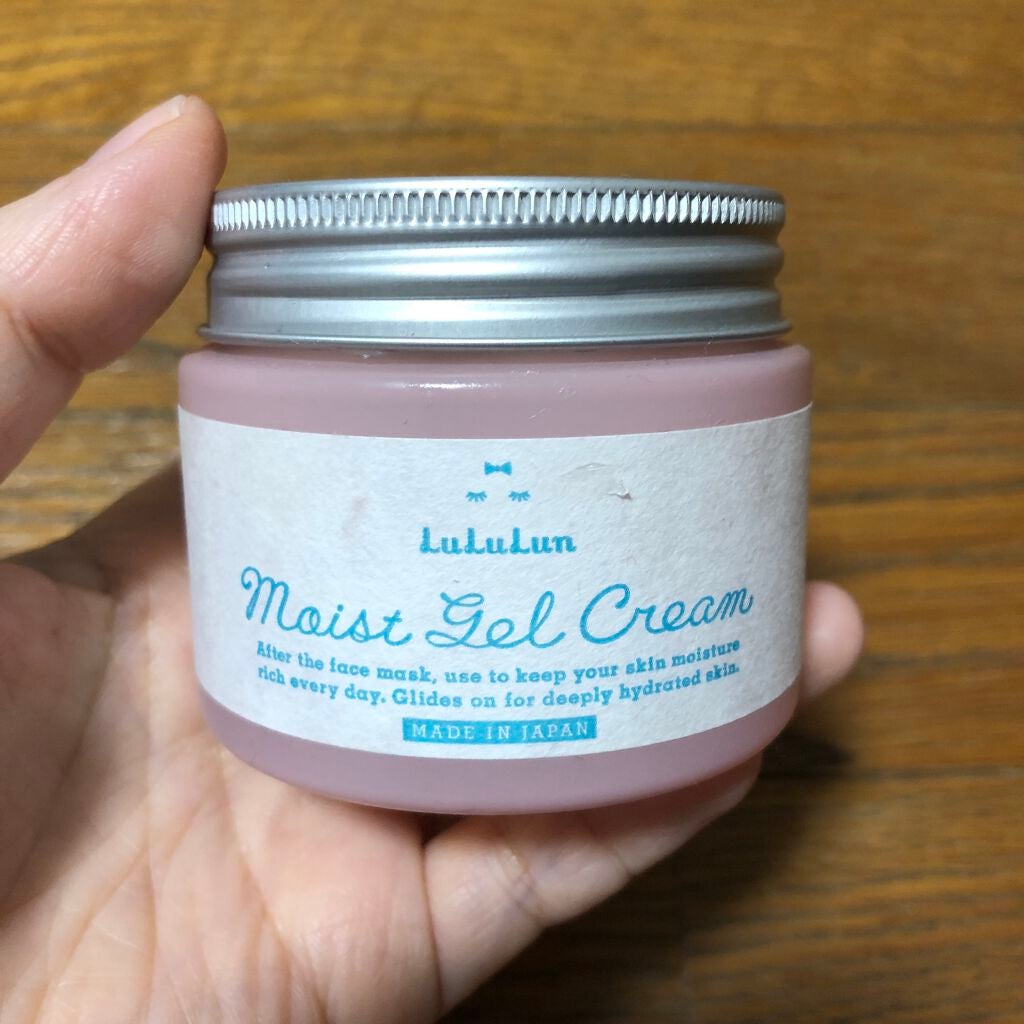 LuLuLun
Moist Gel Cream
After the face mask, use to keep your skin moisture
rich every day. Glides on for deeply hydrated skin.
MADE IN JAPAN